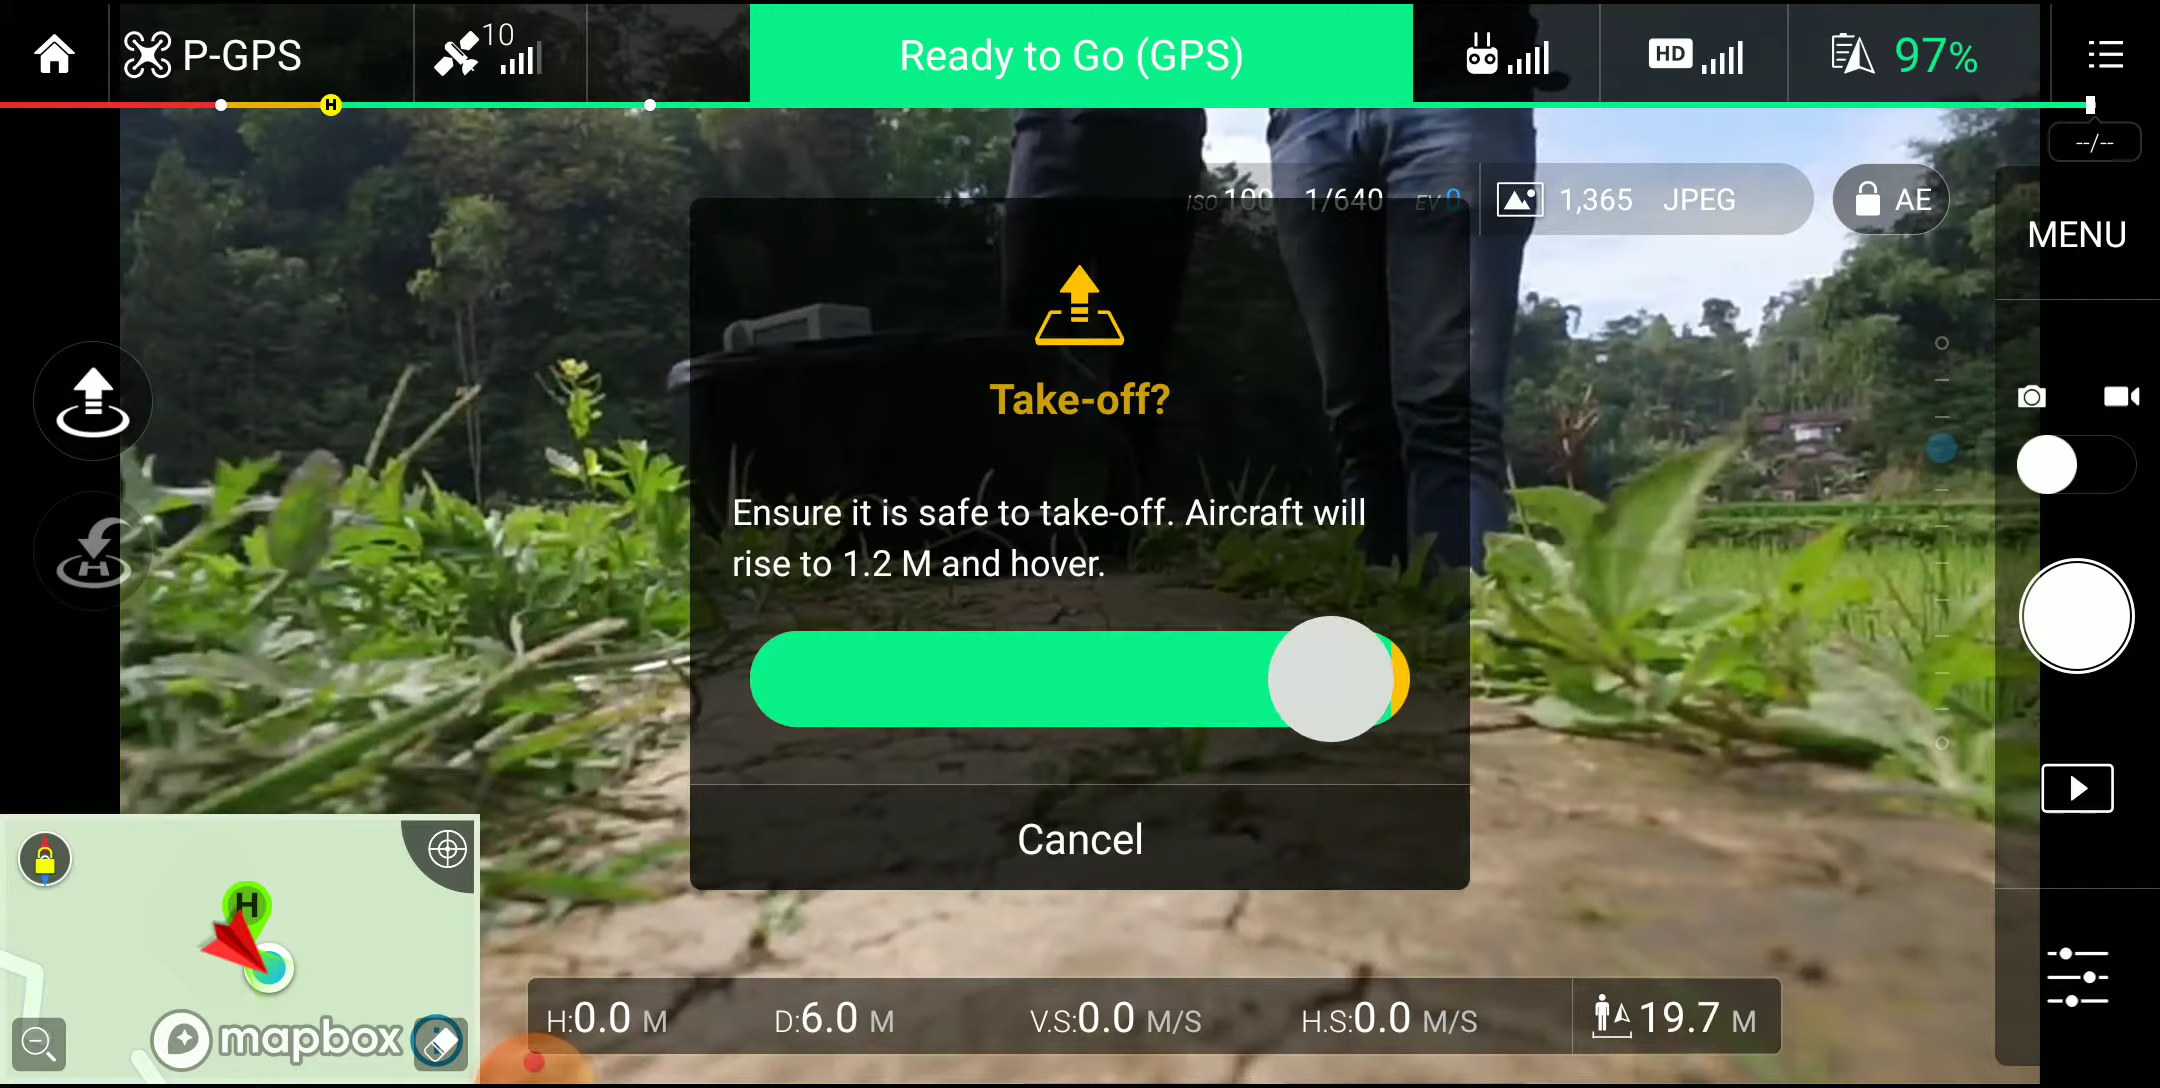 P-GPS
10
Ready to Go (GPS)
HD
97%
H
--/--
ISO 100 1/640 EV 0
1,365 JPEG
AE
MENU
Take-off?
Ensure it is safe to take-off. Aircraft will
rise to 1.2 M and hover.
Cancel
H
H
mapbox
H:0.0 M D:6.0 M V.S:0.0 M/S H.S:0.0 M/S 19.7 M